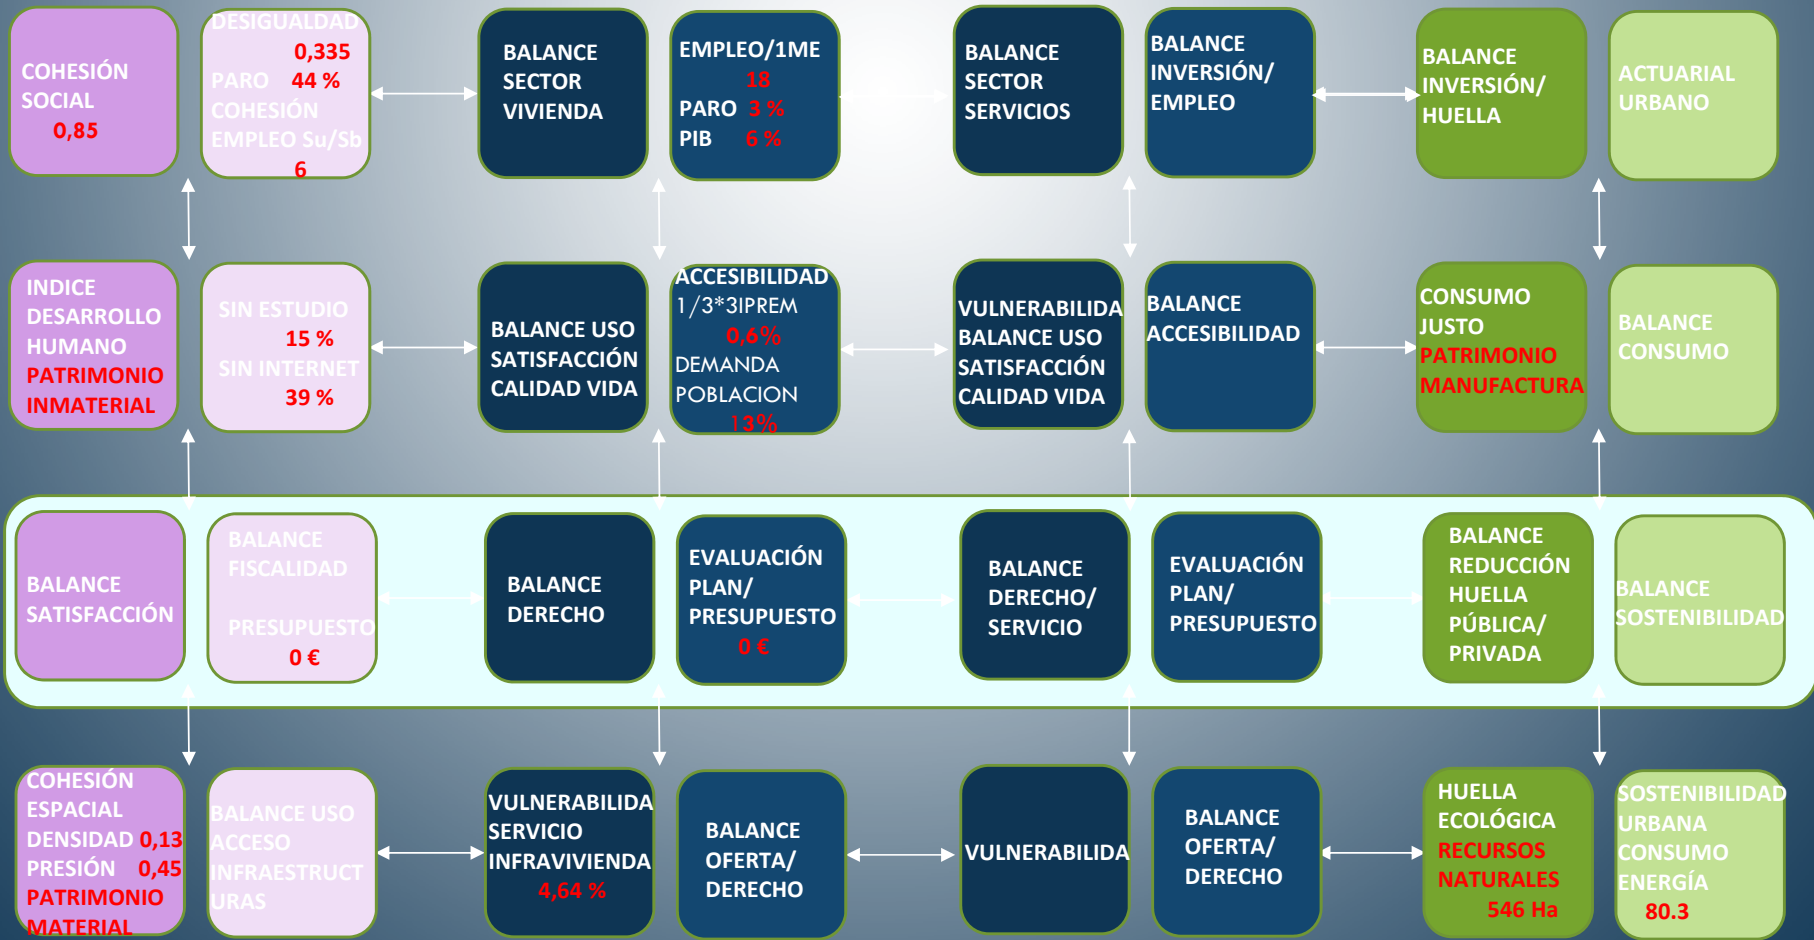 COHESIÓN
SOCIAL
0,85
DESIGUALDAD
0,335
PARO 44 %
COHESIÓN
EMPLEO Su/Sb
6
BALANCE
SECTOR
VIVIENDA
EMPLEO/1ME
18
PARO 3 %
PIB 6 %
BALANCE
SECTOR
SERVICIOS
BALANCE
INVERSIÓN/
EMPLEO
BALANCE
INVERSIÓN/
HUELLA
ACTUARIAL
URBANO
INDICE
DESARROLLO
HUMANO
PATRIMONIO
INMATERIAL
SIN ESTUDIO
15 %
SIN INTERNET
39 %
BALANCE USO
SATISFACCIÓN
CALIDAD VIDA
ACCESIBILIDAD
1/3*3IPREM
0,6%
DEMANDA
POBLACION
13%
VULNERABILIDA
BALANCE USO
SATISFACCIÓN
CALIDAD VIDA
BALANCE
ACCESIBILIDAD
CONSUMO
JUSTO
PATRIMONIO
MANUFACTURA
BALANCE
CONSUMO
BALANCE
SATISFACCIÓN
BALANCE
FISCALIDAD
PRESUPUESTO
0 €
BALANCE
DERECHO
EVALUACIÓN
PLAN/
PRESUPUESTO
0 €
BALANCE
DERECHO/
SERVICIO
EVALUACIÓN
PLAN/
PRESUPUESTO
BALANCE
REDUCCIÓN
HUELLA
PÚBLICA/
PRIVADA
BALANCE
SOSTENIBILIDAD
COHESIÓN
ESPACIAL
DENSIDAD 0,13
PRESIÓN 0,45
PATRIMONIO
MATERIAL
BALANCE USO
ACCESO
INFRAESTRUCT
URAS
VULNERABILIDA
SERVICIO
INFRAVIVIENDA
4,64 %
BALANCE
OFERTA/
DERECHO
VULNERABILIDA
BALANCE
OFERTA/
DERECHO
HUELLA
ECOLÓGICA
RECURSOS
NATURALES
546 Ha
SOSTENIBILIDAD
URBANA
CONSUMO
ENERGÍA
80.3